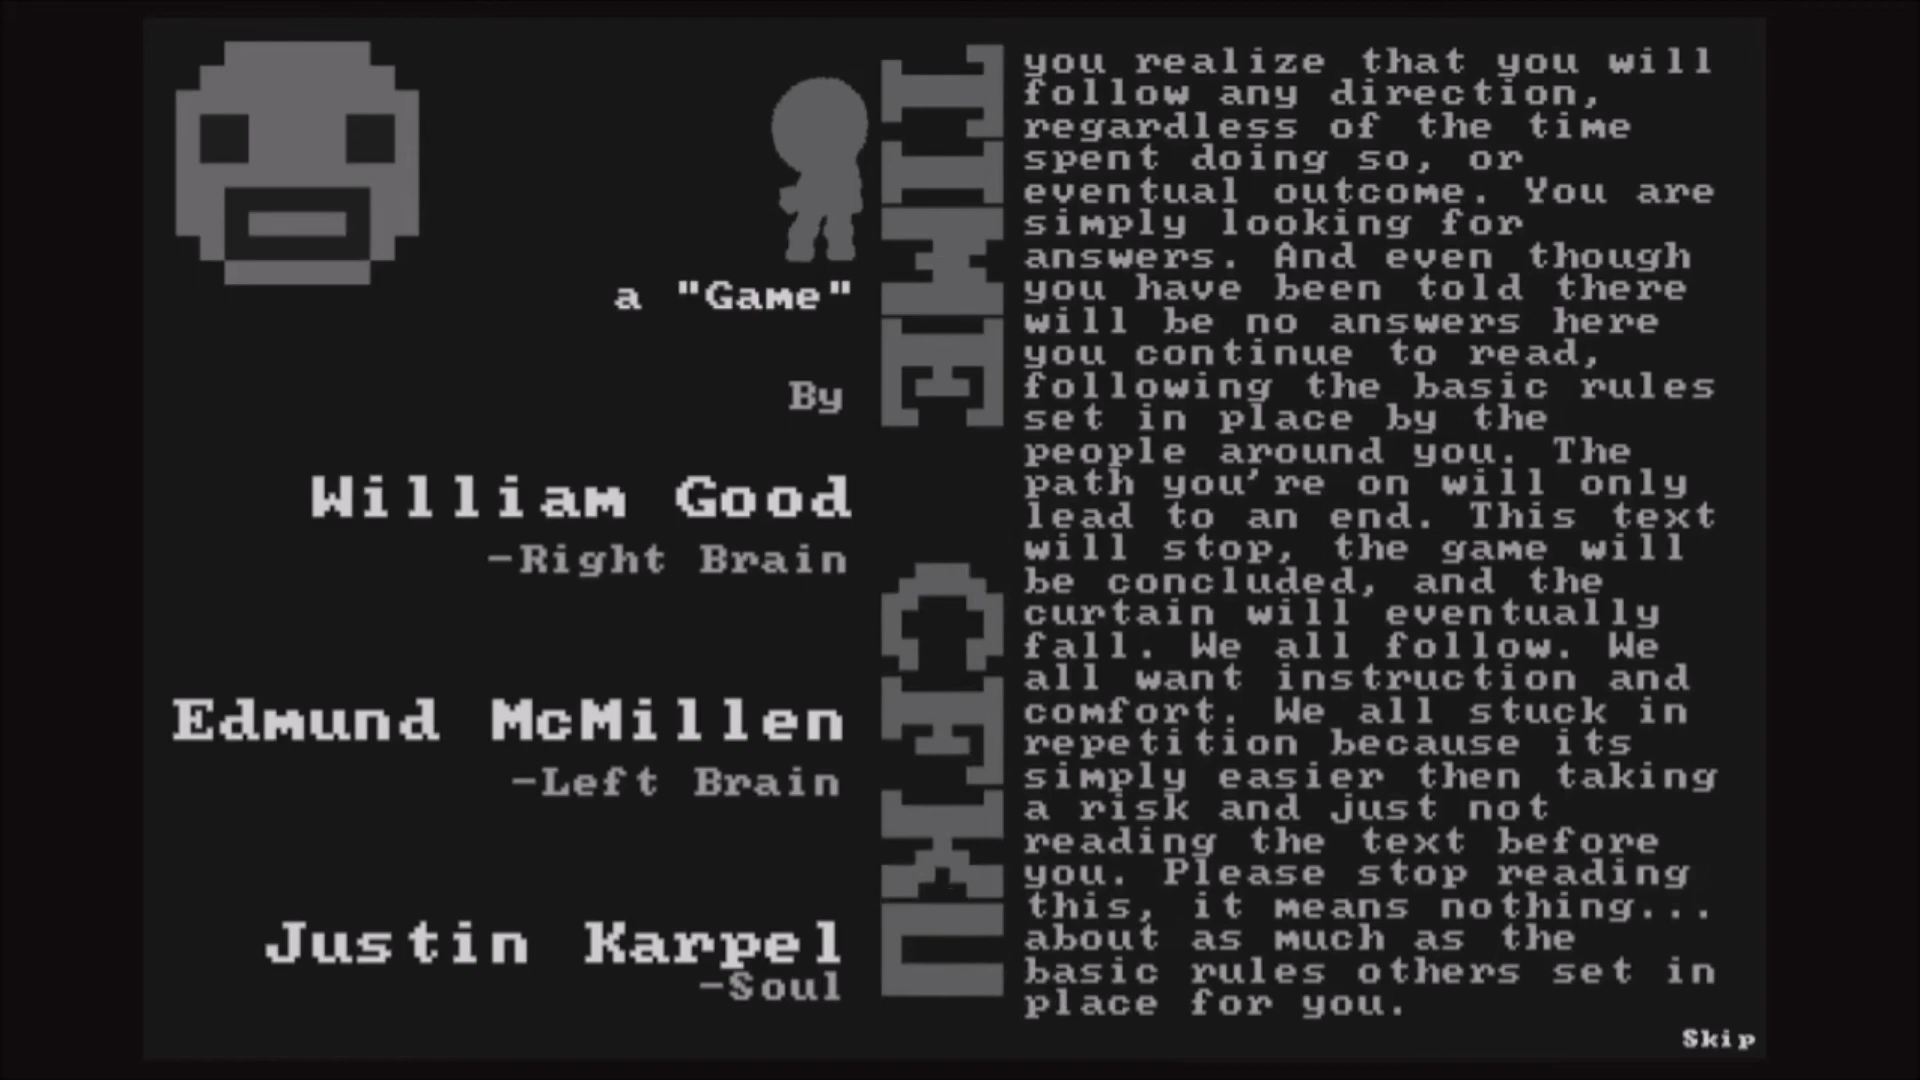 a "Game"
By
William Good
-Right Brain
Edmund McMillen
-Left Brain
Justin Karpel
-Soul
TIME
FCKU
you realize that you will
follow any direction,
regardless of the time
spent doing so, or
eventual outcome. You are
simply looking for
answers. And even though
you have been told there
will be no answers here
you continue to read,
following the basic rules
set in place by the
people around you. The
path you're on will only
lead to an end. This text
will stop, the game will
be concluded, and the
curtain will eventually
fall. We all follow. We
all want instruction and
comfort. We all stuck in
repetition because its
simply easier then taking
a risk and just not
reading the text before
you. Please stop reading
this, it means nothing...
about as much as the
basic rules others set in
place for you.
Skip